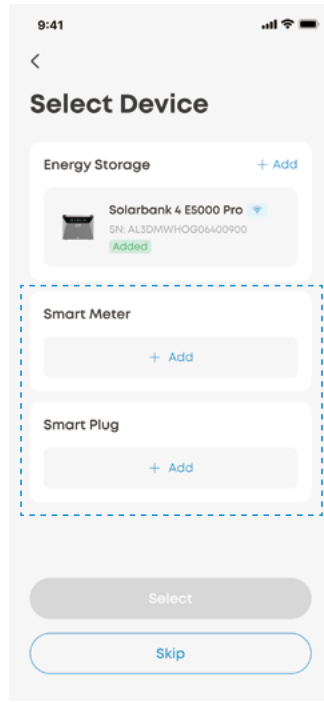 9:41
Select Device
Energy Storage + Add
Solarbank 4 E5000 Pro
SN: AL3DMWHOG06400900
Added
Smart Meter
+ Add
Smart Plug
+ Add
Select
Skip